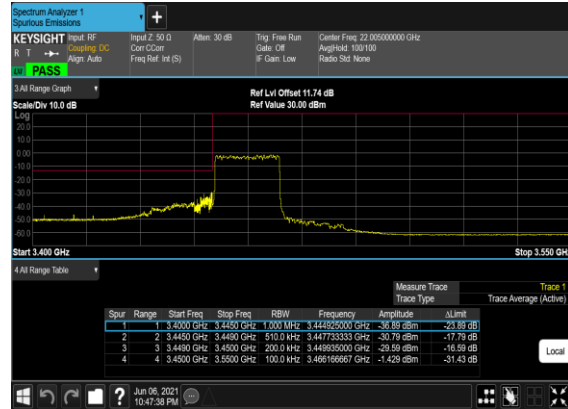 Spectrum Analyzer 1
Spurious Emissions
KEYSIGHT Input: RF Input Z: 50 Ω Atten: 30 dB Trig: Free Run Center Freq: 22.005000000 GHz
R T Coupling: DC Corr CCorr Gate: Off Avg|Hold: 100/100
Align: Auto Freq Ref: Int (S) IF Gain: Low Radio Std: None
PASS
3 All Range Graph
Ref Lvl Offset 11.74 dB
Scale/Div 10.0 dB Ref Value 30.00 dBm
Log
20.0
10.0
0.00
-10.0
-20.0
-30.0
-40.0
-50.0
-60.0
Start 3.400 GHz Stop 3.550 GHz
4 All Range Table
Measure Trace Trace 1
Trace Type Trace Average (Active)
Spur Range Start Freq Stop Freq RBW Frequency Amplitude ΔLimit
1 1 3.4000 GHz 3.4450 GHz 1.000 MHz 3.444925000 GHz -36.89 dBm -23.89 dB
2 2 3.4450 GHz 3.4490 GHz 510.0 kHz 3.447733333 GHz -30.79 dBm -17.79 dB
3 3 3.4490 GHz 3.4500 GHz 200.0 kHz 3.449935000 GHz -29.59 dBm -16.59 dB
4 4 3.4500 GHz 3.5500 GHz 100.0 kHz 3.466166667 GHz -1.429 dBm -31.43 dB
Local
? Jun 06, 2021
10:47:38 PM